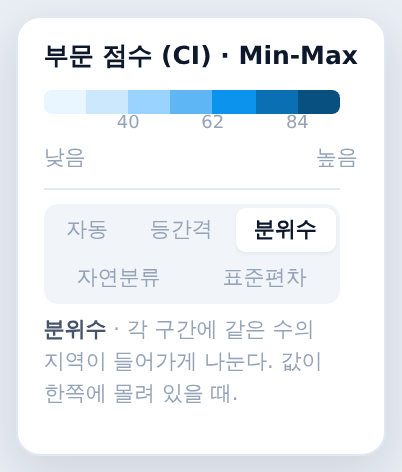 부문 점수 (CI) · Min-Max
40 62 84
낮음 높음
자동 등간격 분위수
자연분류 표준편차
분위수 · 각 구간에 같은 수의
지역이 들어가게 나눈다. 값이
한쪽에 몰려 있을 때.